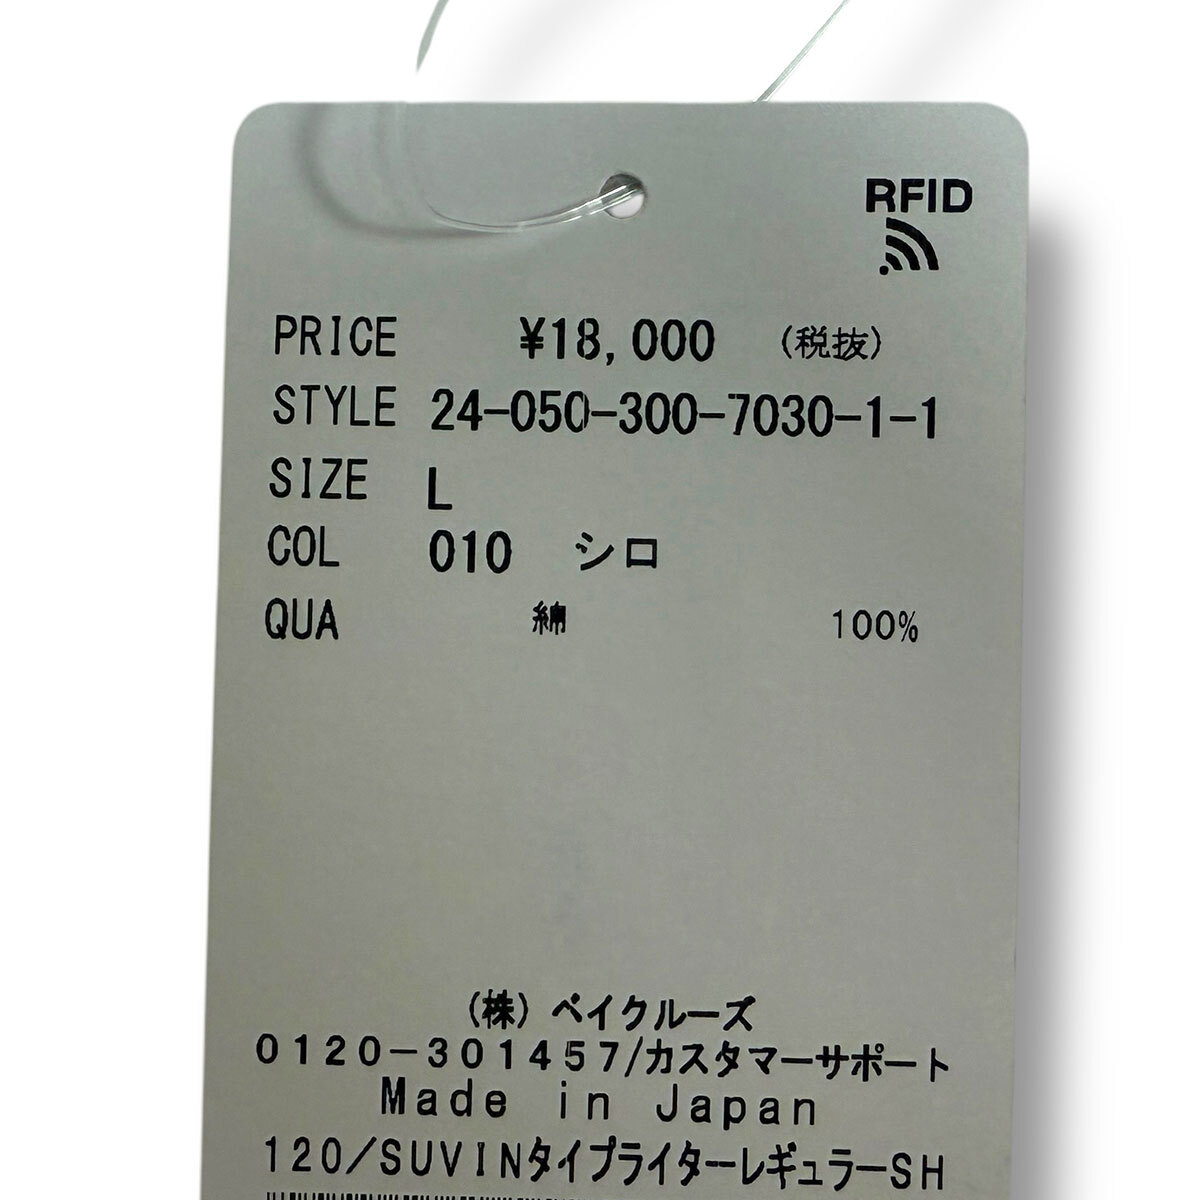 RFID
PRICE ¥18,000 (税抜)
STYLE 24-050-300-7030-1-1
SIZE L
COL 010 シロ
QUA 綿 100%
(株) ベイクルーズ
0120-301457/カスタマーサポート
Made in Japan
120/SUVINタイプライターレギュラーSH